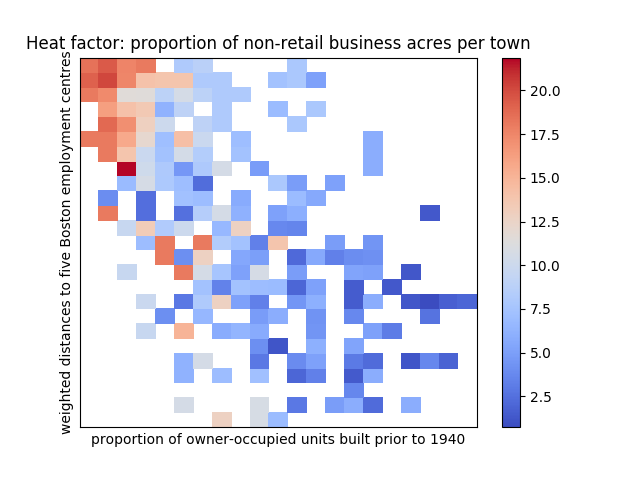 Heat factor: proportion of non-retail business acres per town
weighted distances to five Boston employment centres
proportion of owner-occupied units built prior to 1940
20.0
17.5
15.0
12.5
10.0
7.5
5.0
2.5